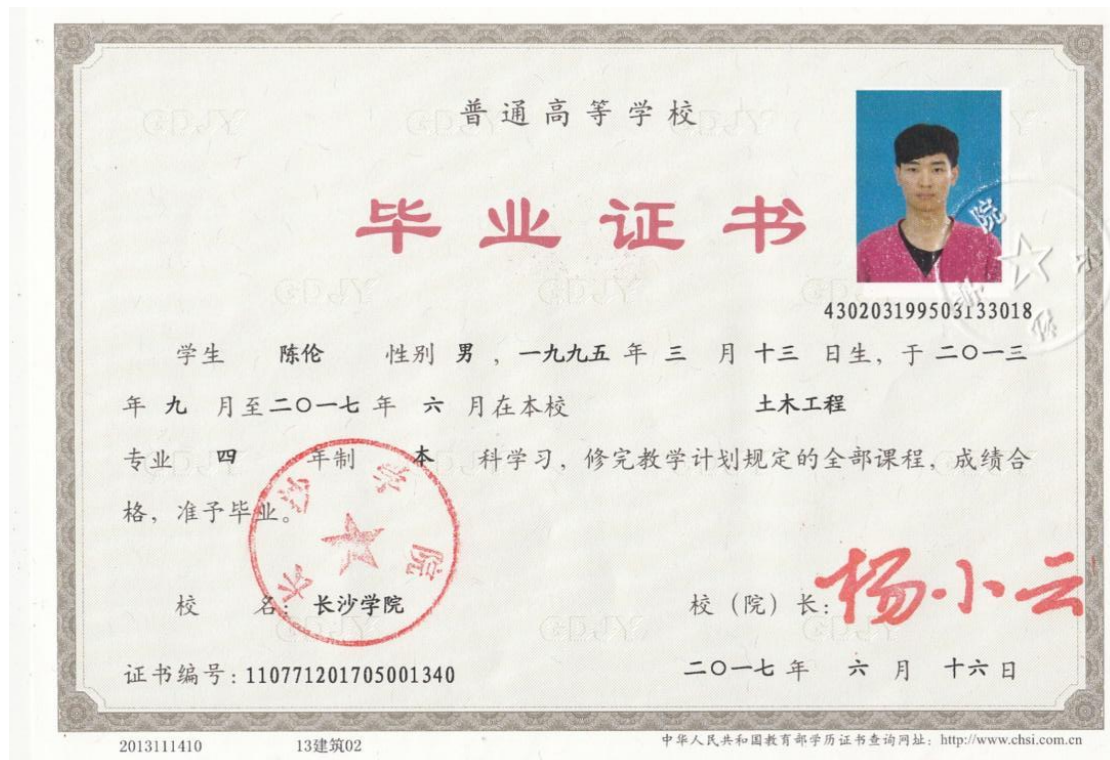 普通高等学校
毕业证书
430203199503133018
学生 陈伦 性别 男，一九九五 年 三 月 十三 日生，于 二〇一三
年 九 月至二〇一七 年 六 月在本校 土木工程
专业 四 年制 本 科学习，修完教学计划规定的全部课程，成绩合
格，准予毕业。
长沙学院
校 名：长沙学院 校（院）长：杨小云
证书编号：110771201705001340 二〇一七 年 六 月 十六 日
2013111410 13建筑02 中华人民共和国教育部学历证书查询网址：http://www.chsi.com.cn